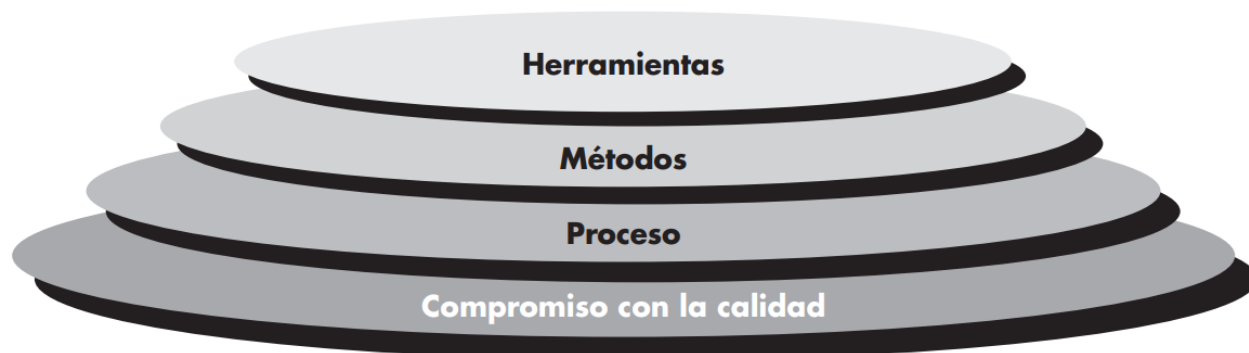 Herramientas
Métodos
Proceso
Compromiso con la calidad